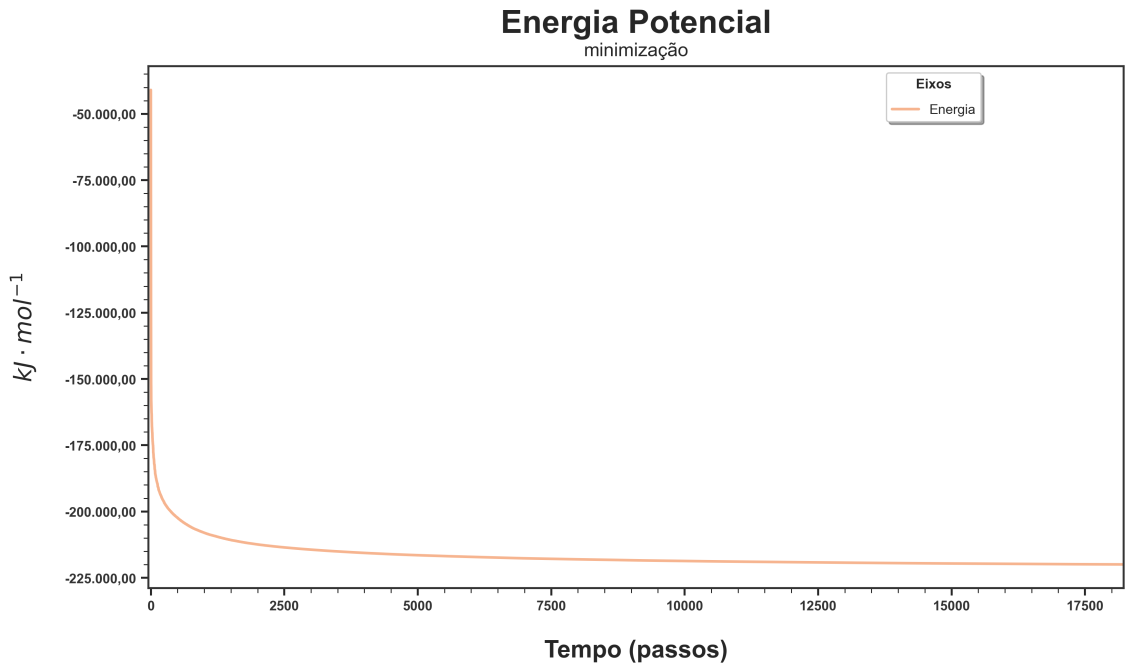 Energia Potencial
minimização
Eixos
Energia
-50.000,00
-75.000,00
-100.000,00
-125.000,00
-150.000,00
-175.000,00
-200.000,00
-225.000,00
kJ · mol⁻¹
0 2500 5000 7500 10000 12500 15000 17500
Tempo (passos)